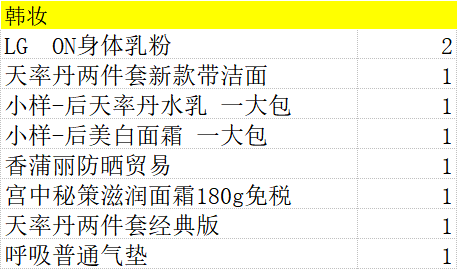 韩妆
LG  ON身体乳粉 2
天率丹两件套新款带洁面 1
小样-后天率丹水乳 一大包 1
小样-后美白面霜 一大包 1
香蒲丽防晒贸易 1
宫中秘策滋润面霜180g免税 1
天率丹两件套经典版 1
呼吸普通气垫 1